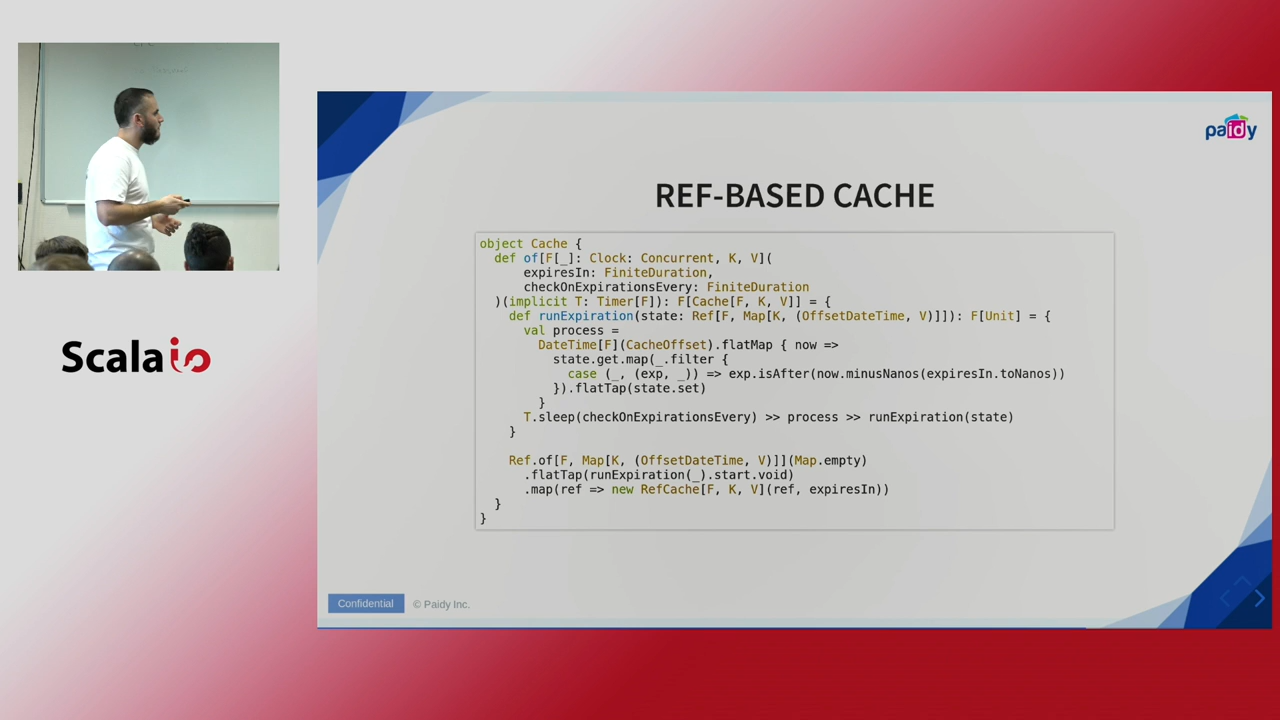 paidy
REF-BASED CACHE
object Cache {
  def of[F[_]: Clock: Concurrent, K, V](
      expiresIn: FiniteDuration,
      checkOnExpirationsEvery: FiniteDuration
  )(implicit T: Timer[F]): F[Cache[F, K, V]] = {
    def runExpiration(state: Ref[F, Map[K, (OffsetDateTime, V)]]): F[Unit] = {
      val process =
        DateTime[F](CacheOffset).flatMap { now =>
          state.get.map(_.filter {
            case (_, (exp, _)) => exp.isAfter(now.minusNanos(expiresIn.toNanos))
          }).flatTap(state.set)
        }
      T.sleep(checkOnExpirationsEvery) >> process >> runExpiration(state)
    }
    Ref.of[F, Map[K, (OffsetDateTime, V)]](Map.empty)
      .flatTap(runExpiration(_).start.void)
      .map(ref => new RefCache[F, K, V](ref, expiresIn))
  }
}
Scala io
Confidential © Paidy Inc.